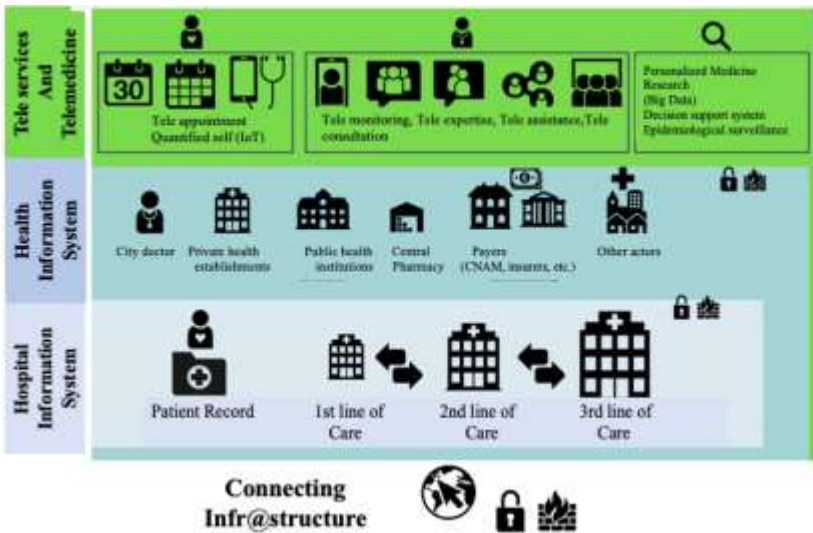 Tele services
And
Telemedicine
30
Tele appointment
Quantified self (IoT)
Tele monitoring, Tele expertise, Tele assistance,Tele
consultation
Personalized Medicine
Research
(Big Data)
Decision support system
Epidemiological surveillance
Health
Information
System
City doctor
Private health
establishments
Public health
institutions
Central
Pharmacy
Payers
(CNAM, insurers, etc.)
Other actors
Hospital
Information
System
Patient Record
1st line of
Care
2nd line of
Care
3rd line of
Care
Connecting
Infr@structure